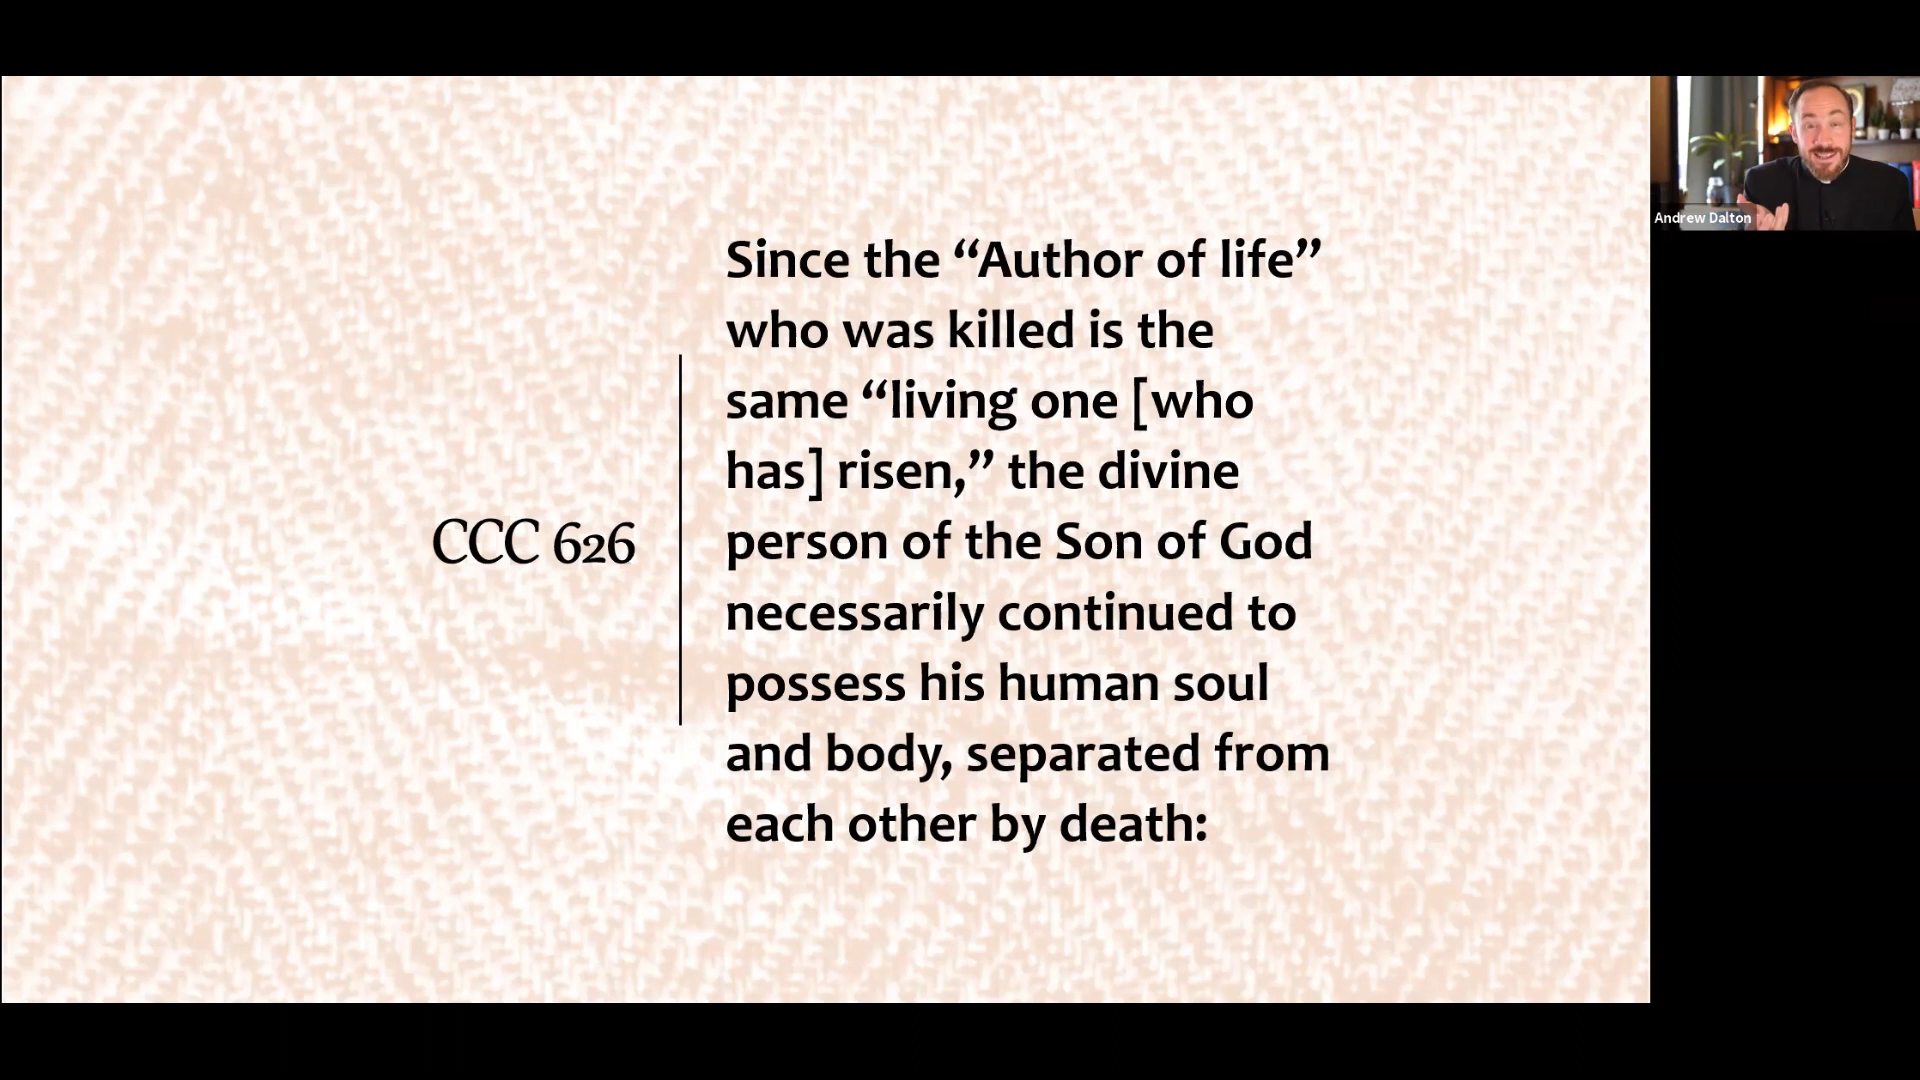 CCC 626
Since the “Author of life”
who was killed is the
same “living one [who
has] risen,” the divine
person of the Son of God
necessarily continued to
possess his human soul
and body, separated from
each other by death:
Andrew Dalton